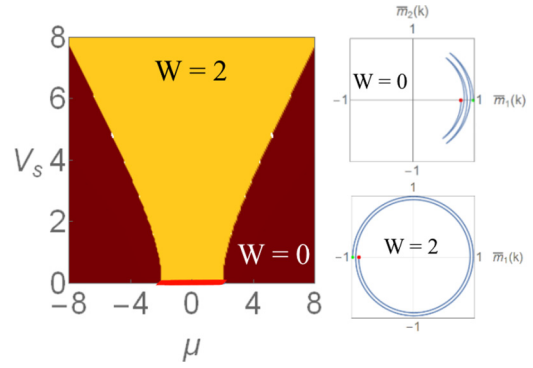 8
6
4
2
0
V_s
W = 2
W = 0
−8 −4 0 4 8
μ
m̅₂(k)
1
W = 0
−1
1 m̅₁(k)
−1
1
W = 2
−1
1 m̅₁(k)
−1